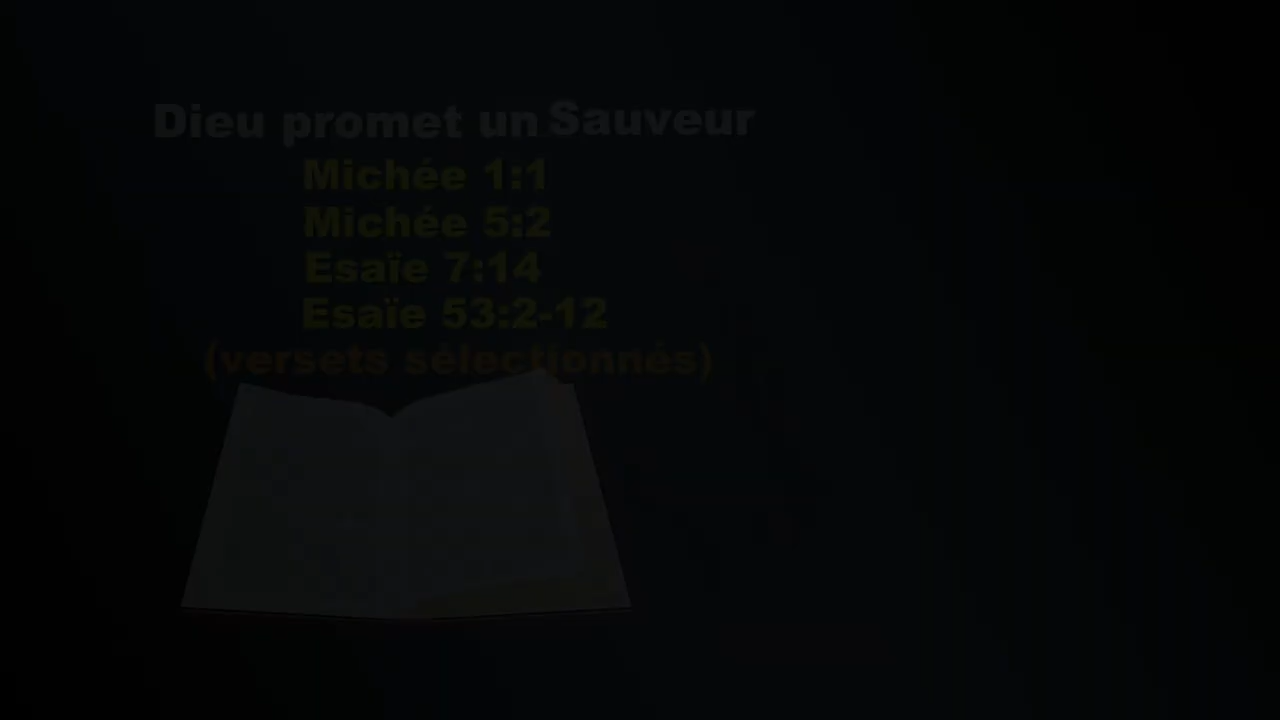 Dieu promet un Sauveur
Michée 1:1
Michée 5:2
Esaïe 7:14
Esaïe 53:2-12
(versets sélectionnés)